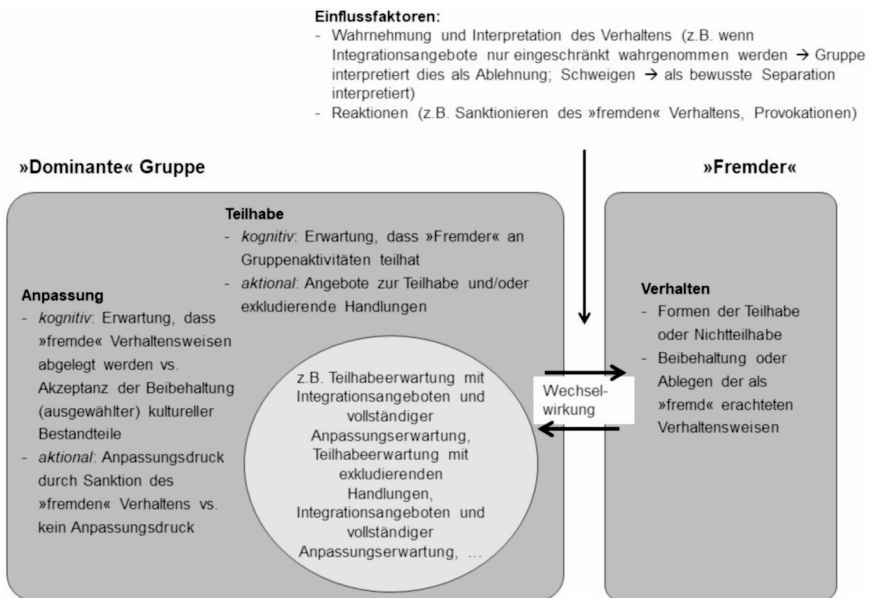 Einflussfaktoren:
- Wahrnehmung und Interpretation des Verhaltens (z.B. wenn
Integrationsangebote nur eingeschränkt wahrgenommen werden → Gruppe
interpretiert dies als Ablehnung; Schweigen → als bewusste Separation
interpretiert)
- Reaktionen (z.B. Sanktionieren des »fremden« Verhaltens, Provokationen)
»Dominante« Gruppe
»Fremder«
Teilhabe
- kognitiv: Erwartung, dass »Fremder« an
Gruppenaktivitäten teilhat
- aktional: Angebote zur Teilhabe und/oder
exkludierende Handlungen
Anpassung
- kognitiv: Erwartung, dass
»fremde« Verhaltensweisen
abgelegt werden vs.
Akzeptanz der Beibehaltung
(ausgewählter) kultureller
Bestandteile
- aktional: Anpassungsdruck
durch Sanktion des
»fremden« Verhaltens vs.
kein Anpassungsdruck
z.B. Teilhabeerwartung mit
Integrationsangeboten und
vollständiger
Anpassungserwartung,
Teilhabeerwartung mit
exkludierenden
Handlungen,
Integrationsangeboten und
vollständiger
Anpassungserwartung, …
Wechsel-
wirkung
Verhalten
- Formen der Teilhabe
oder Nichtteilhabe
- Beibehaltung oder
Ablegen der als
»fremd« erachteten
Verhaltensweisen